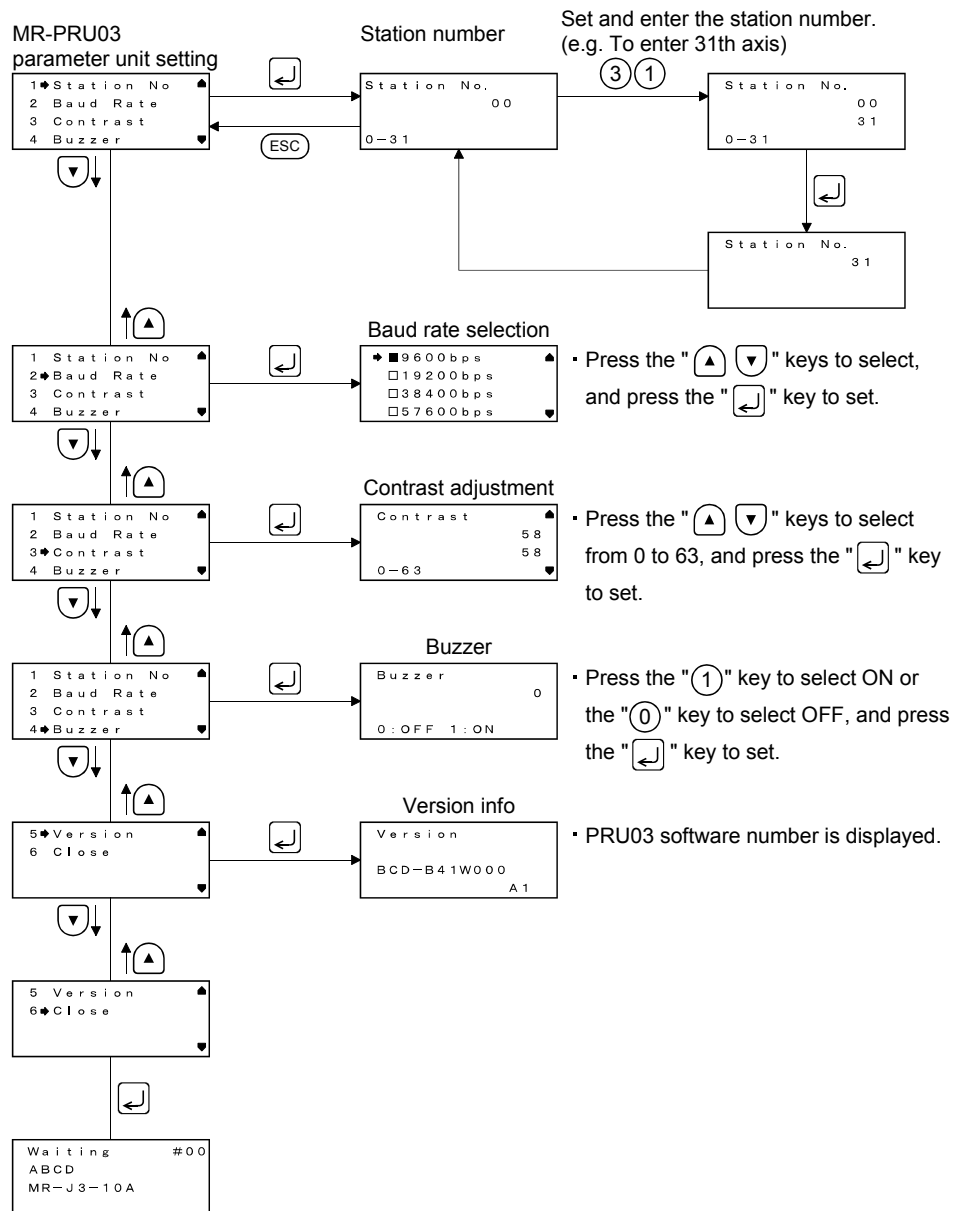 MR-PRU03
parameter unit setting
Station number
Set and enter the station number.
(e.g. To enter 31th axis)
3 1
1 Station No
2 Baud Rate
3 Contrast
4 Buzzer
ESC
Station No.
00
0-31
Station No.
00
31
0-31
Station No.
31
Baud rate selection
1 Station No
2 Baud Rate
3 Contrast
4 Buzzer
■9600bps
□19200bps
□38400bps
□57600bps
· Press the "▲ ▼" keys to select,
and press the "↵" key to set.
Contrast adjustment
1 Station No
2 Baud Rate
3 Contrast
4 Buzzer
Contrast
58
58
0-63
· Press the "▲ ▼" keys to select
from 0 to 63, and press the "↵" key
to set.
Buzzer
1 Station No
2 Baud Rate
3 Contrast
4 Buzzer
Buzzer
0
0:OFF 1:ON
· Press the "1" key to select ON or
the "0" key to select OFF, and press
the "↵" key to set.
Version info
5 Version
6 Close
Version
BCD-B41W000
A1
· PRU03 software number is displayed.
5 Version
6 Close
Waiting #00
ABCD
MR-J3-10A